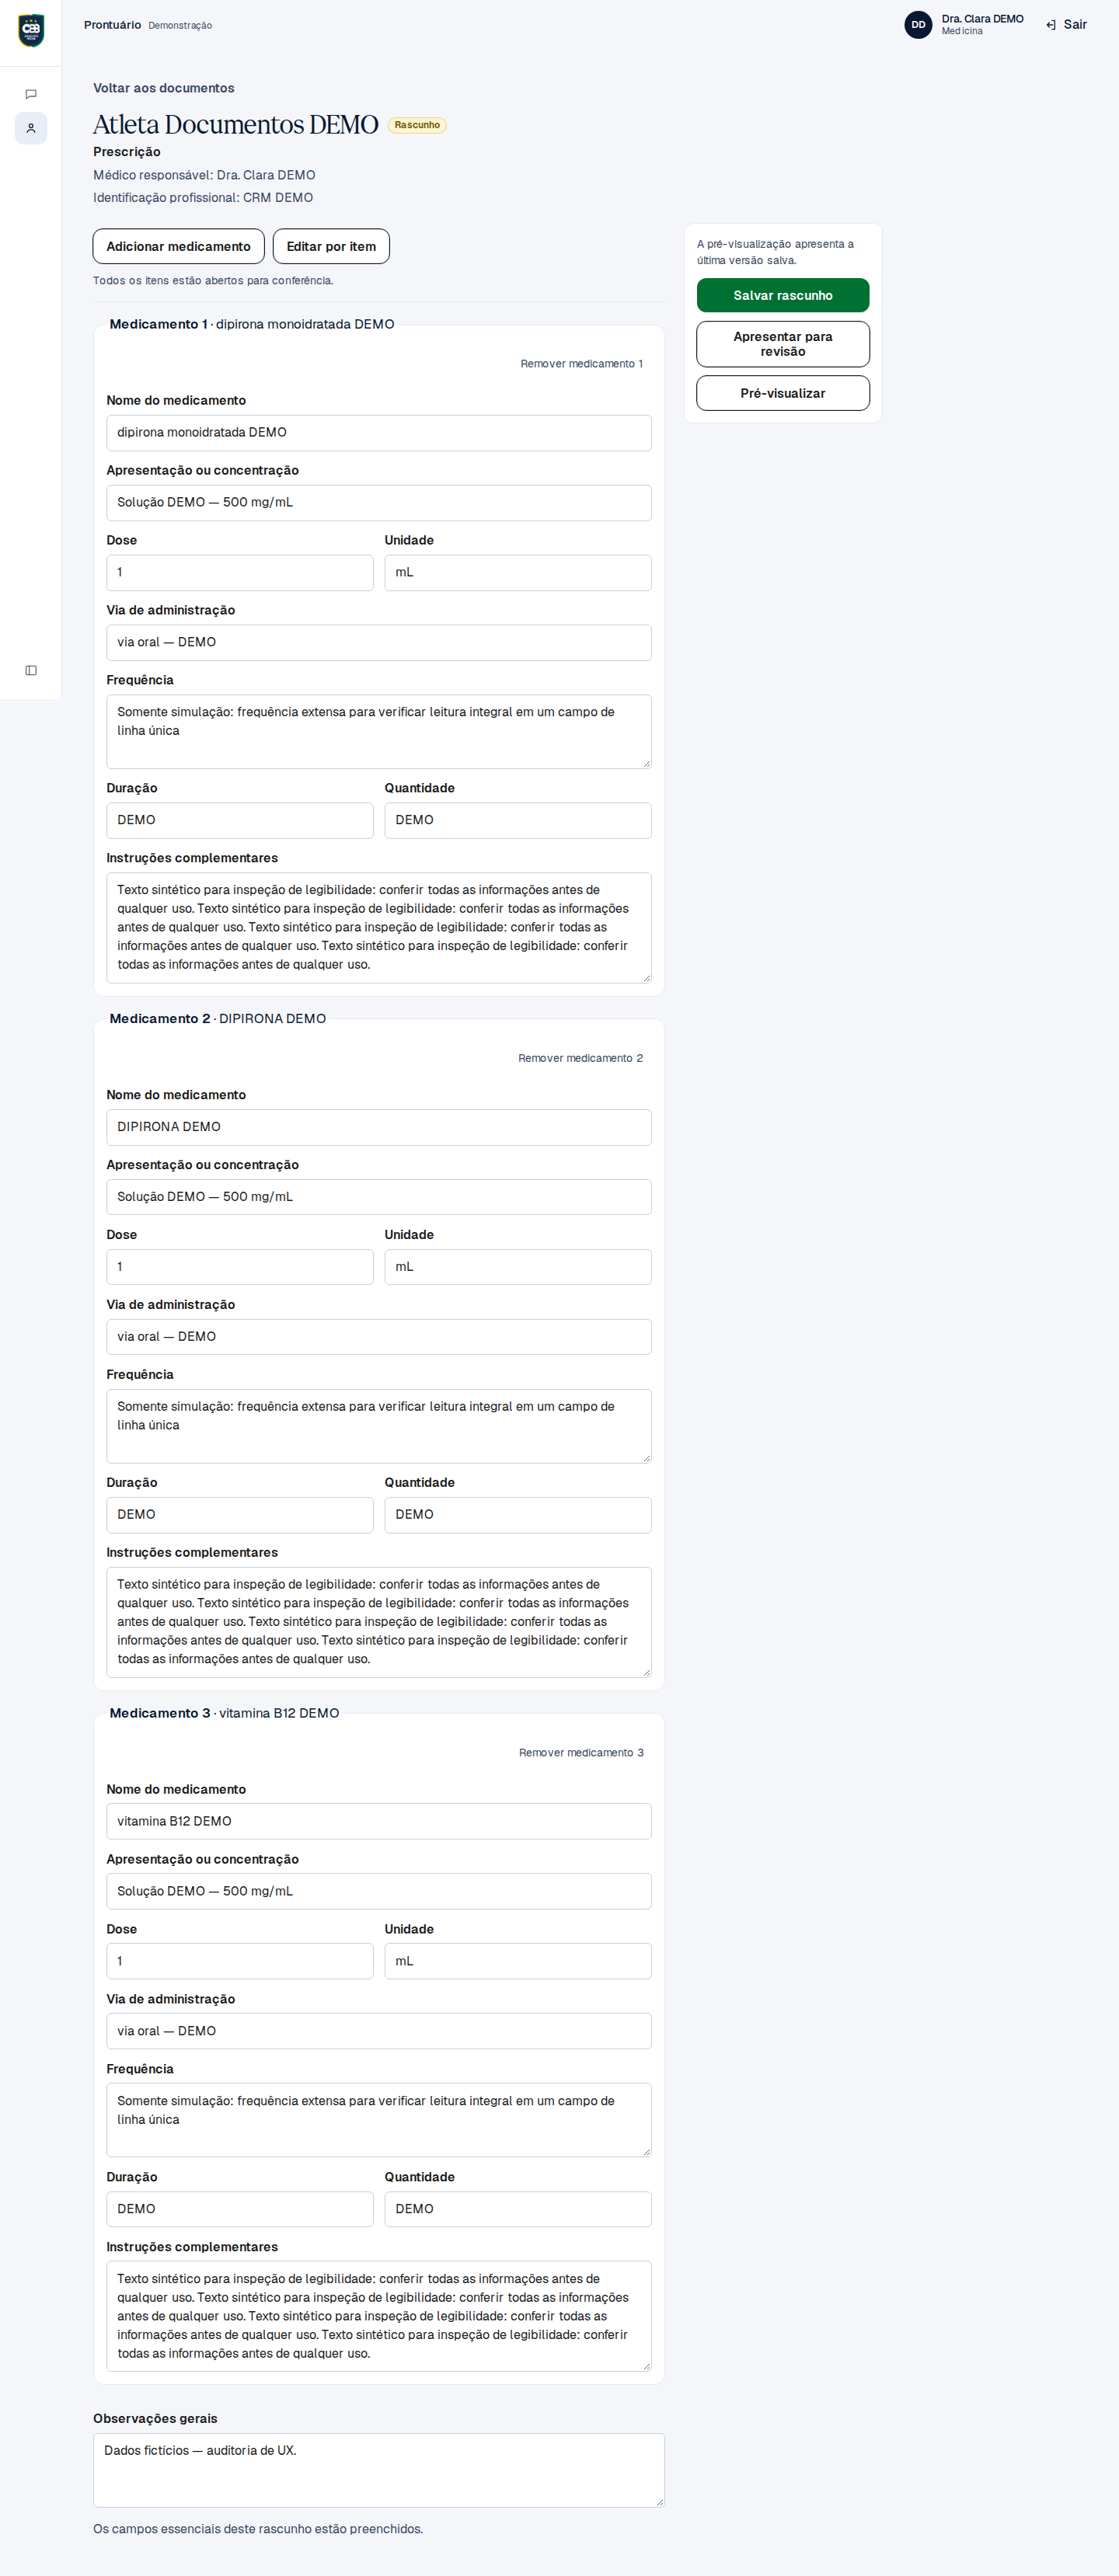 CBB
Prontuário Demonstração
DD
Dra. Clara DEMO
Medicina
Sair
Voltar aos documentos
Atleta Documentos DEMO Rascunho
Prescrição
Médico responsável: Dra. Clara DEMO
Identificação profissional: CRM DEMO
Adicionar medicamento Editar por item
Todos os itens estão abertos para conferência.
A pré-visualização apresenta a
última versão salva.
Salvar rascunho
Apresentar para
revisão
Pré-visualizar
Medicamento 1 · dipirona monoidratada DEMO
Remover medicamento 1
Nome do medicamento
dipirona monoidratada DEMO
Apresentação ou concentração
Solução DEMO — 500 mg/mL
Dose Unidade
1 mL
Via de administração
via oral — DEMO
Frequência
Somente simulação: frequência extensa para verificar leitura integral em um campo de
linha única
Duração Quantidade
DEMO DEMO
Instruções complementares
Texto sintético para inspeção de legibilidade: conferir todas as informações antes de
qualquer uso. Texto sintético para inspeção de legibilidade: conferir todas as informações
antes de qualquer uso. Texto sintético para inspeção de legibilidade: conferir todas as
informações antes de qualquer uso. Texto sintético para inspeção de legibilidade: conferir
todas as informações antes de qualquer uso.
Medicamento 2 · DIPIRONA DEMO
Remover medicamento 2
Nome do medicamento
DIPIRONA DEMO
Apresentação ou concentração
Solução DEMO — 500 mg/mL
Dose Unidade
1 mL
Via de administração
via oral — DEMO
Frequência
Somente simulação: frequência extensa para verificar leitura integral em um campo de
linha única
Duração Quantidade
DEMO DEMO
Instruções complementares
Texto sintético para inspeção de legibilidade: conferir todas as informações antes de
qualquer uso. Texto sintético para inspeção de legibilidade: conferir todas as informações
antes de qualquer uso. Texto sintético para inspeção de legibilidade: conferir todas as
informações antes de qualquer uso. Texto sintético para inspeção de legibilidade: conferir
todas as informações antes de qualquer uso.
Medicamento 3 · vitamina B12 DEMO
Remover medicamento 3
Nome do medicamento
vitamina B12 DEMO
Apresentação ou concentração
Solução DEMO — 500 mg/mL
Dose Unidade
1 mL
Via de administração
via oral — DEMO
Frequência
Somente simulação: frequência extensa para verificar leitura integral em um campo de
linha única
Duração Quantidade
DEMO DEMO
Instruções complementares
Texto sintético para inspeção de legibilidade: conferir todas as informações antes de
qualquer uso. Texto sintético para inspeção de legibilidade: conferir todas as informações
antes de qualquer uso. Texto sintético para inspeção de legibilidade: conferir todas as
informações antes de qualquer uso. Texto sintético para inspeção de legibilidade: conferir
todas as informações antes de qualquer uso.
Observações gerais
Dados fictícios — auditoria de UX.
Os campos essenciais deste rascunho estão preenchidos.